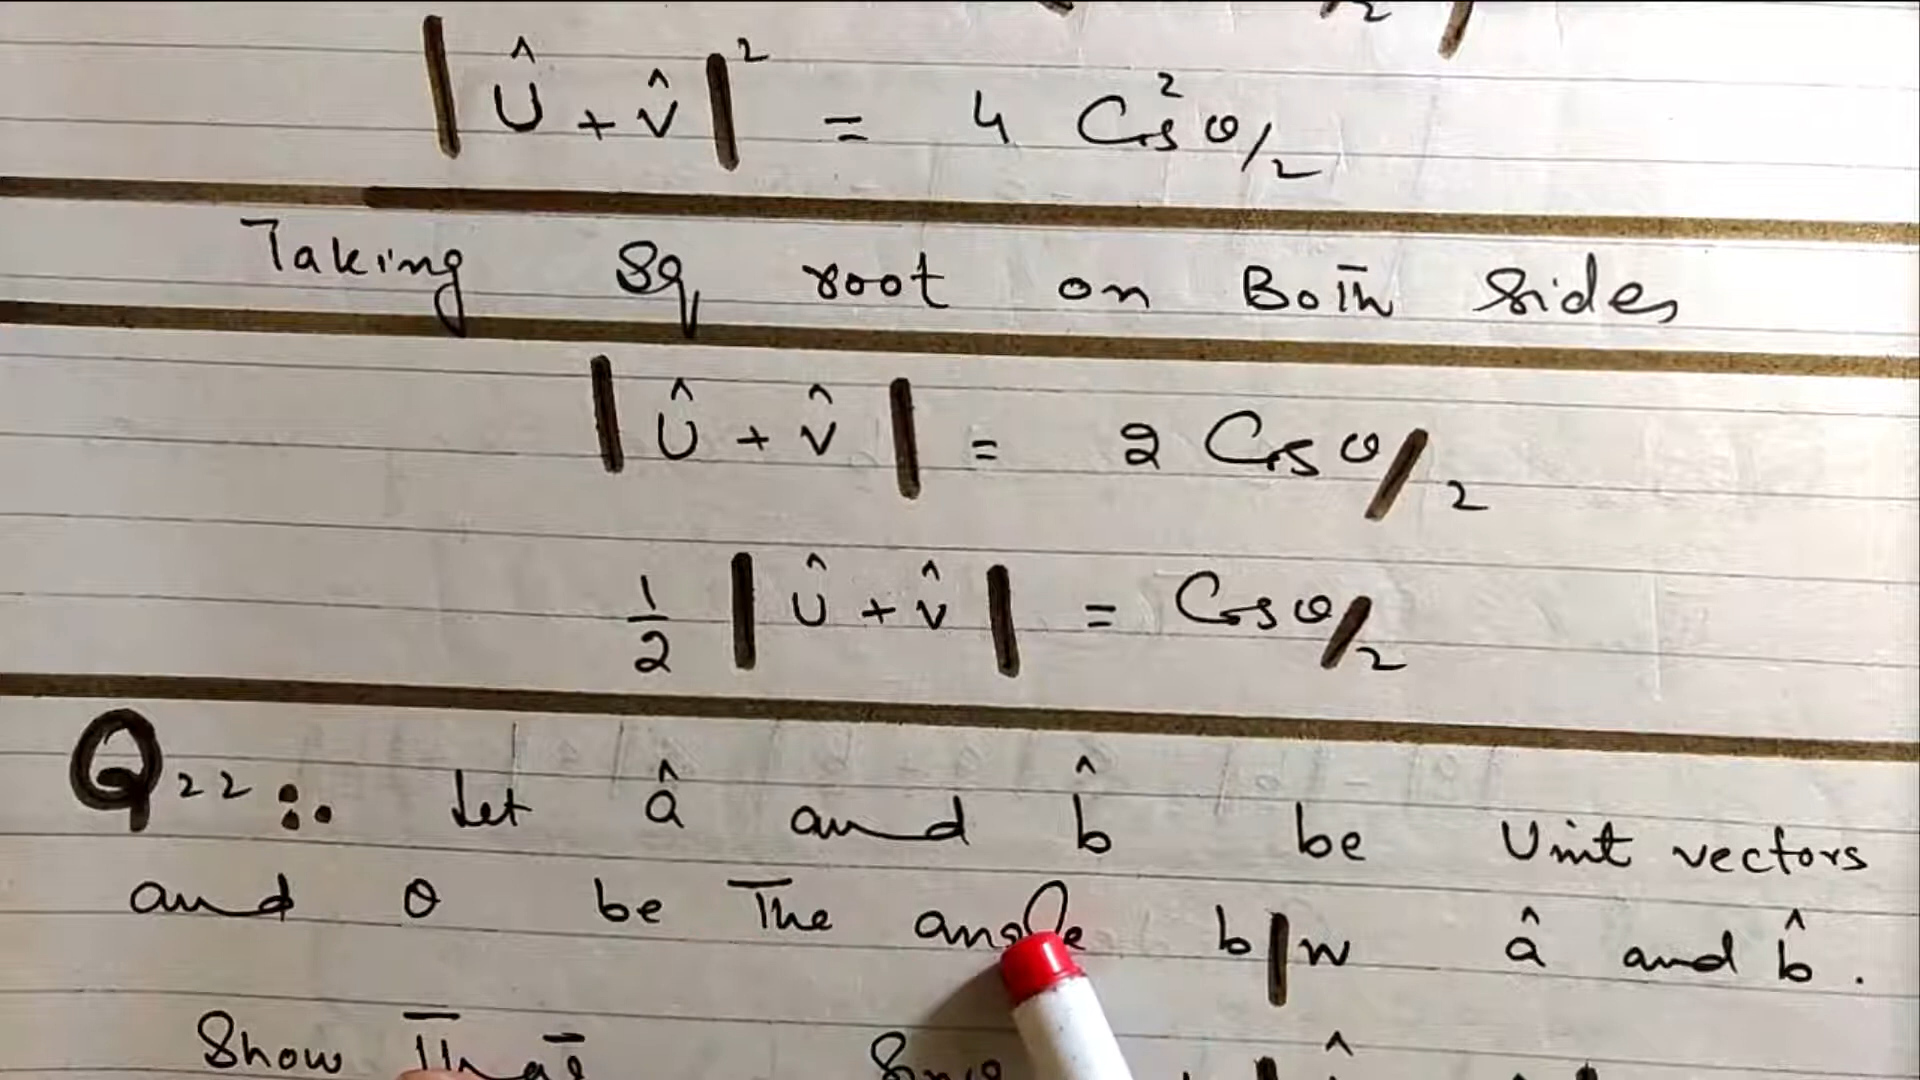 |Û + v̂|² = 4 Cos² θ/2
Taking Sq root on Both Sides
|Û + v̂| = 2 Cos θ/2
1/2 |Û + v̂| = Cos θ/2
Q22:. Let â and b̂ be Unit vectors
and θ be The angle b/w â and b̂.
Show That